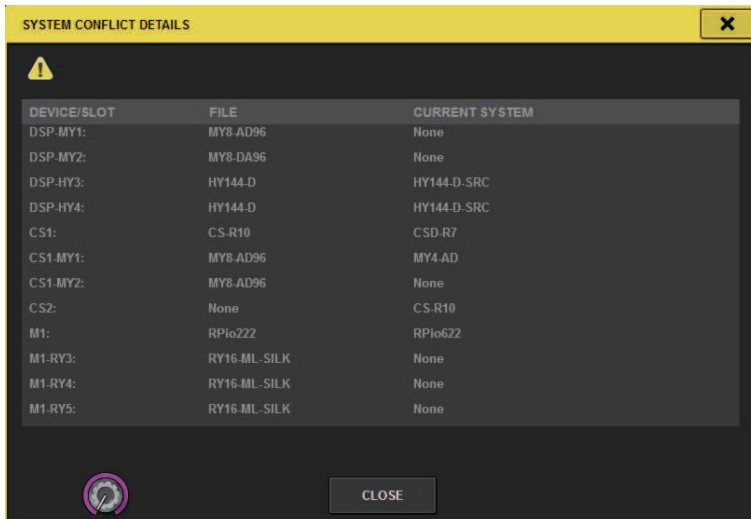 SYSTEM CONFLICT DETAILS
DEVICE/SLOT FILE CURRENT SYSTEM
DSP-MY1: MY8-AD96 None
DSP-MY2: MY8-DA96 None
DSP-HY3: HY144-D HY144-D-SRC
DSP-HY4: HY144-D HY144-D-SRC
CS1: CS-R10 CSD-R7
CS1-MY1: MY8-AD96 MY4-AD
CS1-MY2: MY8-AD96 None
CS2: None CS-R10
M1: RPio222 RPio622
M1-RY3: RY16-ML-SILK None
M1-RY4: RY16-ML-SILK None
M1-RY5: RY16-ML-SILK None
CLOSE